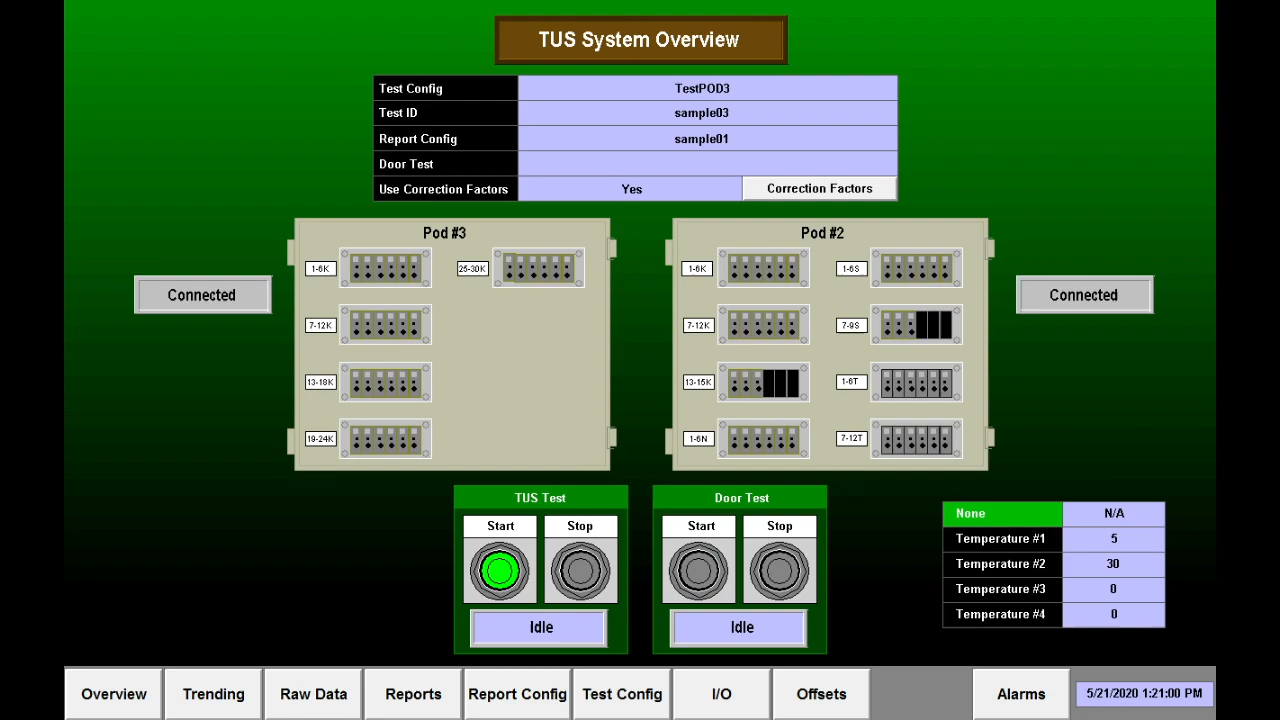 TUS System Overview
Test Config TestPOD3
Test ID sample03
Report Config sample01
Door Test
Use Correction Factors Yes Correction Factors
Pod #3
1-6K 25-30K
7-12K
13-18K
19-24K
Pod #2
1-6K 1-6S
7-12K 7-9S
13-15K 1-6T
1-6N 7-12T
Connected
Connected
TUS Test
Start Stop
Idle
Door Test
Start Stop
Idle
None N/A
Temperature #1 5
Temperature #2 30
Temperature #3 0
Temperature #4 0
Overview Trending Raw Data Reports Report Config Test Config I/O Offsets Alarms 5/21/2020 1:21:00 PM